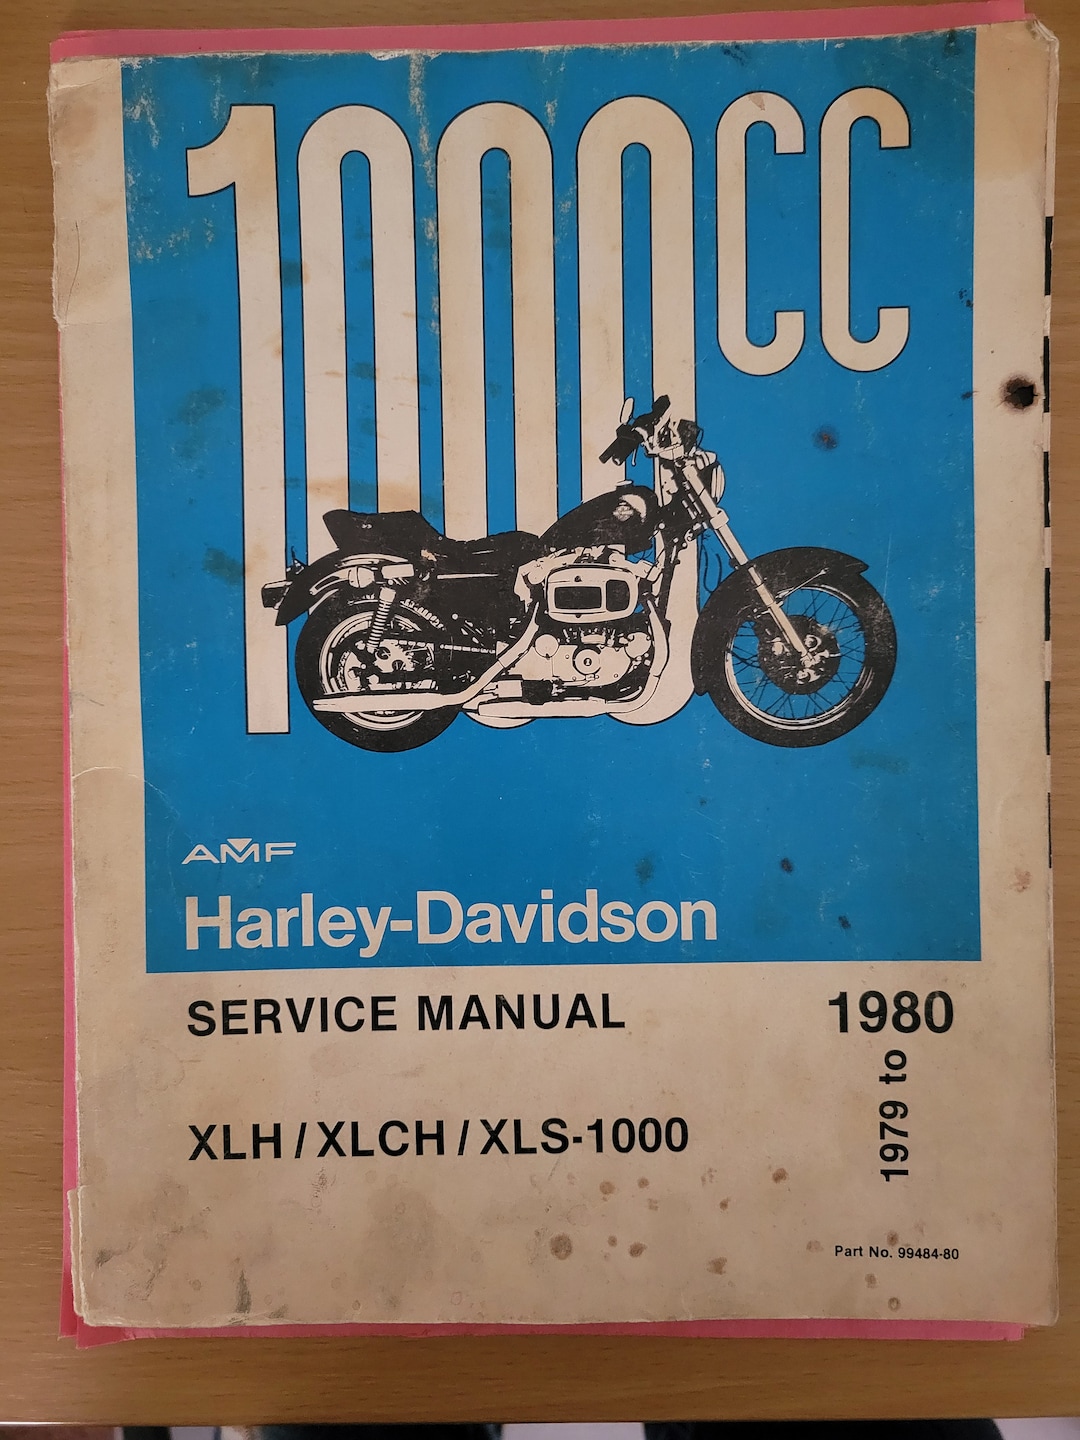 1000cc
AMF
Harley-Davidson
SERVICE MANUAL
1979 to 1980
XLH / XLCH / XLS-1000
Part No. 99484-80